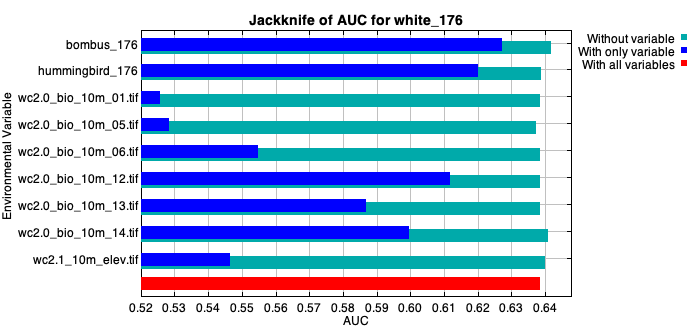 Jackknife of AUC for white_176
Without variable
With only variable
With all variables
Environmental Variable
bombus_176
hummingbird_176
wc2.0_bio_10m_01.tif
wc2.0_bio_10m_05.tif
wc2.0_bio_10m_06.tif
wc2.0_bio_10m_12.tif
wc2.0_bio_10m_13.tif
wc2.0_bio_10m_14.tif
wc2.1_10m_elev.tif
0.52 0.53 0.54 0.55 0.56 0.57 0.58 0.59 0.60 0.61 0.62 0.63 0.64
AUC